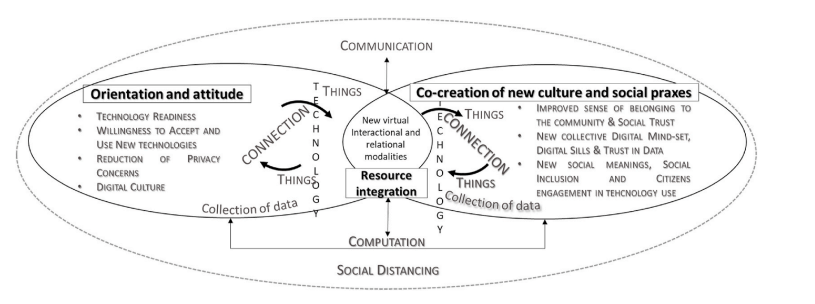 COMMUNICATION
Orientation and attitude
• TECHNOLOGY READINESS
• WILLINGNESS TO ACCEPT AND
USE NEW TECHNOLOGIES
• REDUCTION OF PRIVACY
CONCERNS
• DIGITAL CULTURE
CONNECTION
THINGS
THINGS
TECHNOLOGY
Collection of data
New virtual
Interactional and
relational
modalities
Resource
integration
Co-creation of new culture and social praxes
TECHNOLOGY
THINGS
CONNECTION
THINGS
Collection of data
• IMPROVED SENSE OF BELONGING TO
THE COMMUNITY & SOCIAL TRUST
• NEW COLLECTIVE DIGITAL MIND-SET,
DIGITAL SILLS & TRUST IN DATA
• NEW SOCIAL MEANINGS, SOCIAL
INCLUSION AND CITIZENS
ENGAGEMENT IN TEHCNOLOGY USE
COMPUTATION
SOCIAL DISTANCING